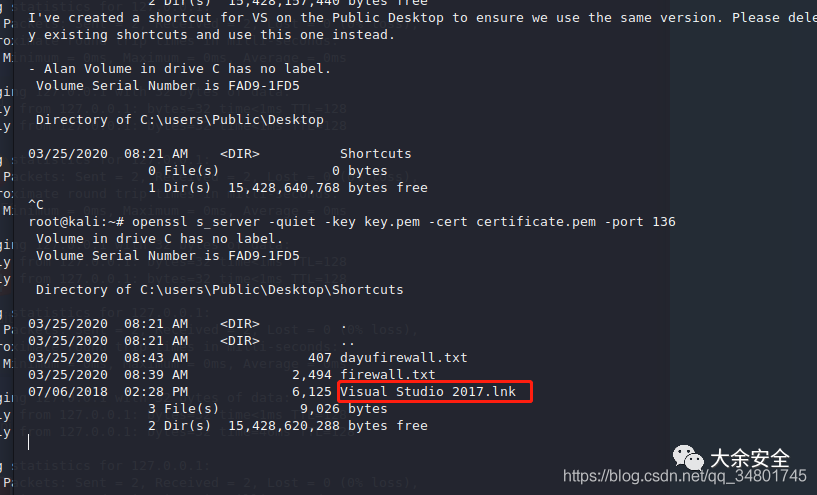 2 Dir(s) 15,428,157,440 bytes free
I've created a shortcut for VS on the Public Desktop to ensure we use the same version. Please dele
y existing shortcuts and use this one instead.
- Alan Volume in drive C has no label.
Volume Serial Number is FAD9-1FD5
Directory of C:\users\Public\Desktop
03/25/2020 08:21 AM <DIR> Shortcuts
0 File(s) 0 bytes
1 Dir(s) 15,428,640,768 bytes free
^C
root@kali:~# openssl s_server -quiet -key key.pem -cert certificate.pem -port 136
Volume in drive C has no label.
Volume Serial Number is FAD9-1FD5
Directory of C:\users\Public\Desktop\Shortcuts
03/25/2020 08:21 AM <DIR> .
03/25/2020 08:21 AM <DIR> ..
03/25/2020 08:43 AM 407 dayufirewall.txt
03/25/2020 08:39 AM 2,494 firewall.txt
07/06/2018 02:28 PM 6,125 Visual Studio 2017.lnk
3 File(s) 9,026 bytes
2 Dir(s) 15,428,620,288 bytes free
大余安全
https://blog.csdn.net/qq_34801745